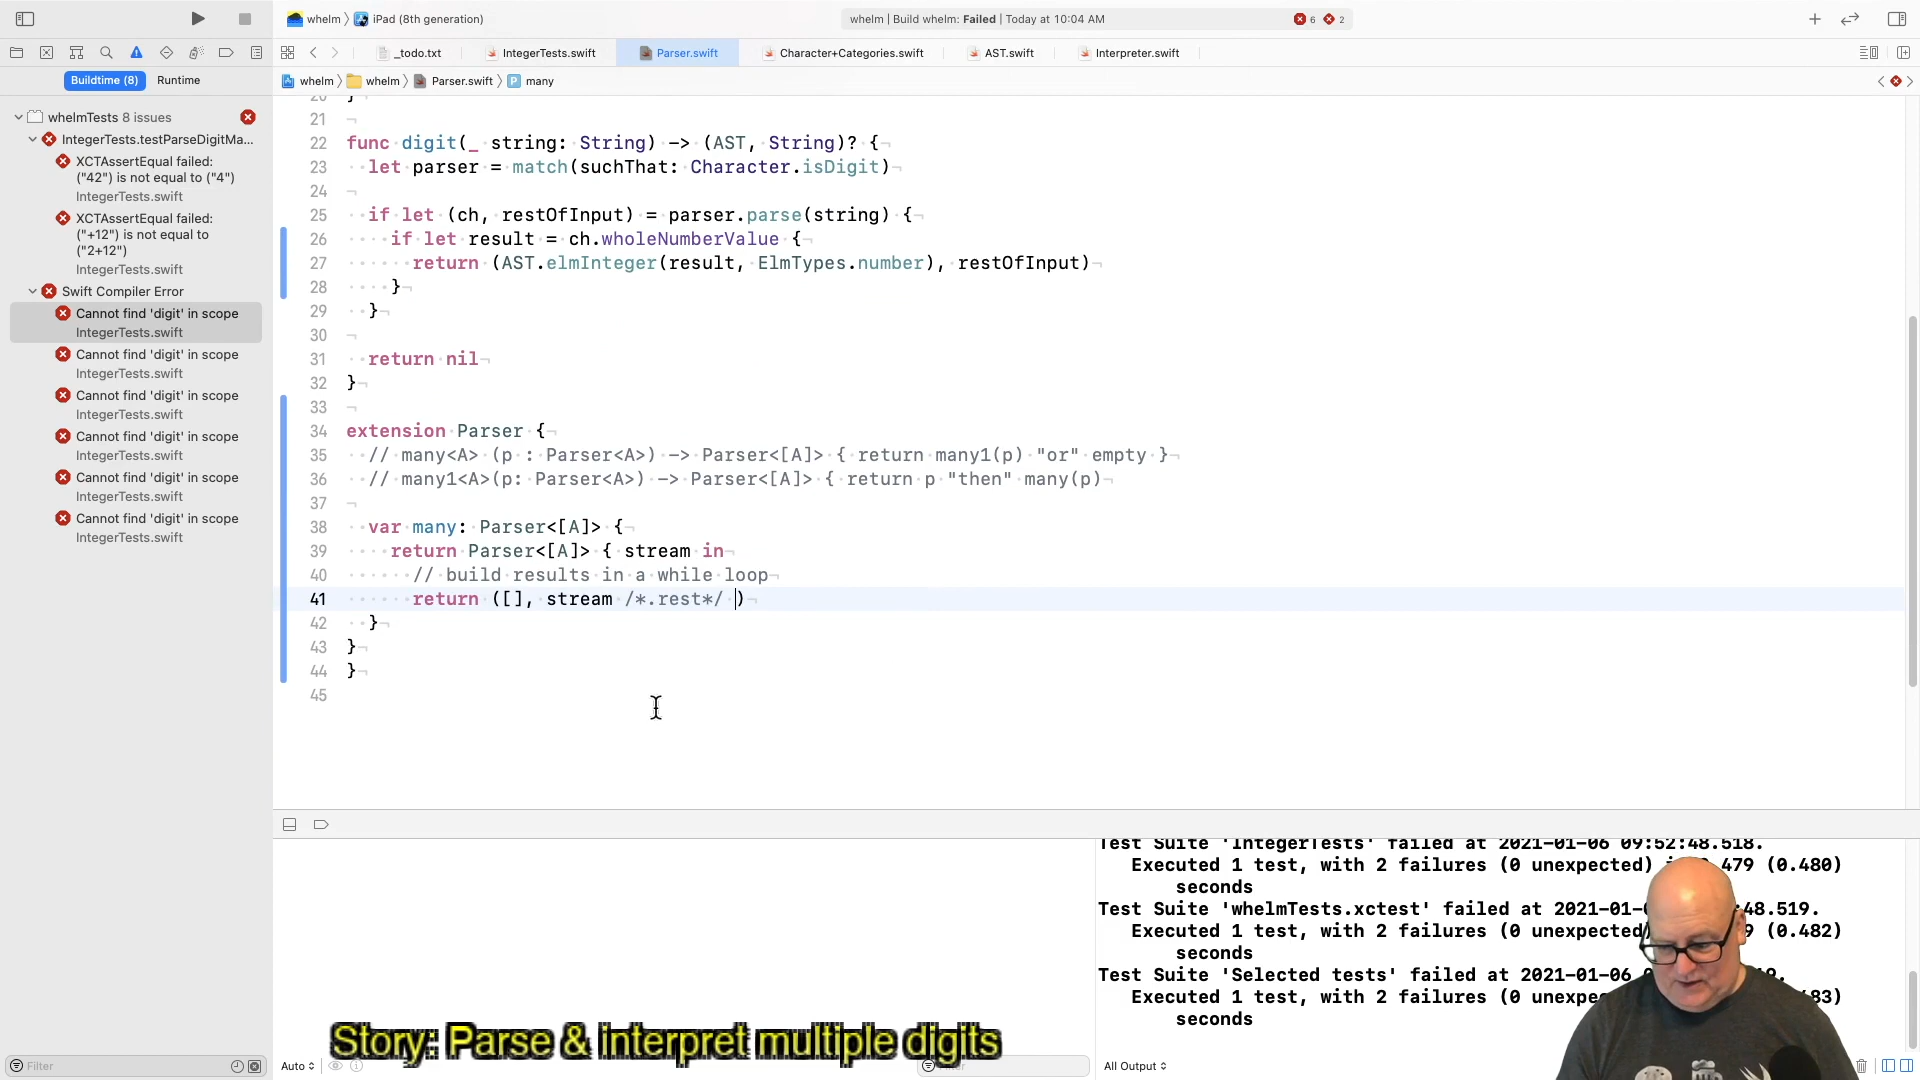 whelm
iPad (8th generation)
whelm | Build whelm: Failed | Today at 10:04 AM
6
2
_todo.txt
IntegerTests.swift
Parser.swift
Character+Categories.swift
AST.swift
Interpreter.swift
Buildtime (8)
Runtime
whelm
whelm
Parser.swift
P
many
whelmTests 8 issues
IntegerTests.testParseDigitMa...
XCTAssertEqual failed:
("42") is not equal to ("4")
IntegerTests.swift
XCTAssertEqual failed:
("+12") is not equal to
("2+12")
IntegerTests.swift
Swift Compiler Error
Cannot find 'digit' in scope
IntegerTests.swift
Cannot find 'digit' in scope
IntegerTests.swift
Cannot find 'digit' in scope
IntegerTests.swift
Cannot find 'digit' in scope
IntegerTests.swift
Cannot find 'digit' in scope
IntegerTests.swift
Cannot find 'digit' in scope
IntegerTests.swift
20 }
21
22 func digit(_ string: String) -> (AST, String)? {
23 let parser = match(suchThat: Character.isDigit)
24
25 if let (ch, restOfInput) = parser.parse(string) {
26 if let result = ch.wholeNumberValue {
27 return (AST.elmInteger(result, ElmTypes.number), restOfInput)
28 }
29 }
30
31 return nil
32 }
33
34 extension Parser {
35 // many<A> (p : Parser<A>) -> Parser<[A]> { return many1(p) "or" empty }
36 // many1<A>(p: Parser<A>) -> Parser<[A]> { return p "then" many(p)
37
38 var many: Parser<[A]> {
39 return Parser<[A]> { stream in
40 // build results in a while loop
41 return ([], stream /*.rest*/ )
42 }
43 }
44 }
45
Test Suite 'IntegerTests' failed at 2021-01-06 09:52:48.518.
Executed 1 test, with 2 failures (0 unexpected) 479 (0.480)
seconds
Test Suite 'whelmTests.xctest' failed at 2021-01- 48.519.
Executed 1 test, with 2 failures (0 unexpected) (0.482)
seconds
Test Suite 'Selected tests' failed at 2021-01-06
Executed 1 test, with 2 failures (0 83)
seconds
Story: Parse & interpret multiple digits
Filter
Auto
All Output